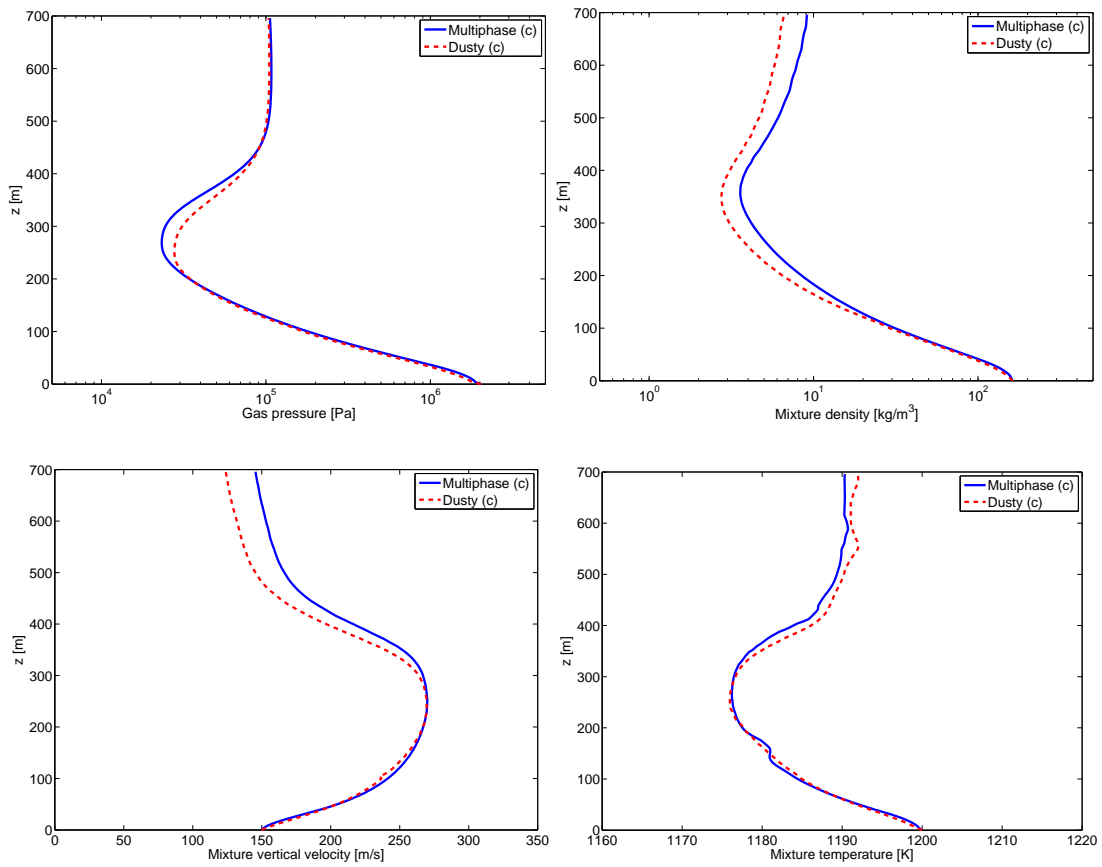 700
600
500
400
300
200
100
0
z [m]
10^4
10^5
10^6
Gas pressure [Pa]
Multiphase (c)
Dusty (c)
700
600
500
400
300
200
100
0
z [m]
10^0
10^1
10^2
Mixture density [kg/m^3]
Multiphase (c)
Dusty (c)
700
600
500
400
300
200
100
0
z [m]
0 50 100 150 200 250 300 350
Mixture vertical velocity [m/s]
Multiphase (c)
Dusty (c)
700
600
500
400
300
200
100
0
z [m]
1160 1170 1180 1190 1200 1210 1220
Mixture temperature [K]
Multiphase (c)
Dusty (c)